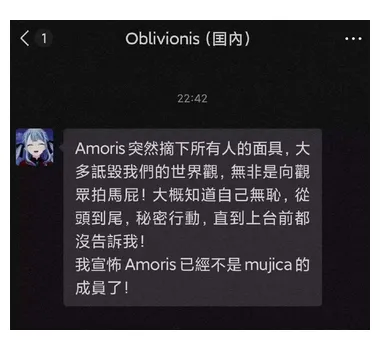 1
Oblivionis (囯內)
22:42
Amoris 突然摘下所有人的面具，大
多詆毀我們的世界觀，無非是向觀
眾拍馬屁！大概知道自己無恥，從
頭到尾，秘密行動，直到上台前都
沒告訴我！
我宣怖 Amoris 已經不是 mujica 的
成員了！